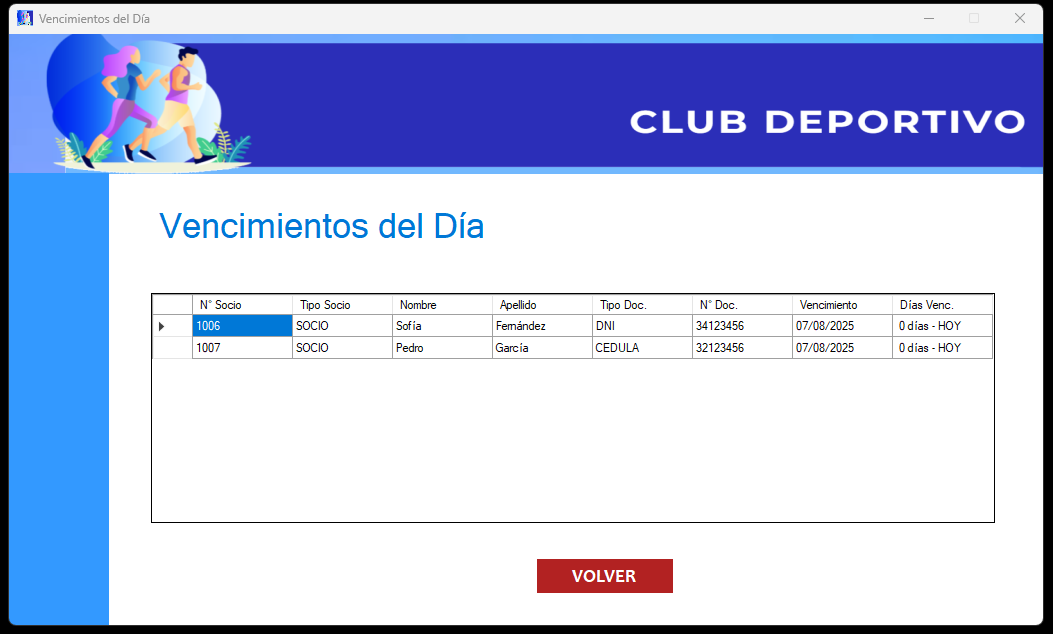 Vencimientos del Día
CLUB DEPORTIVO
Vencimientos del Día
N° Socio Tipo Socio Nombre Apellido Tipo Doc. N° Doc. Vencimiento Días Venc.
1006 SOCIO Sofía Fernández DNI 34123456 07/08/2025 0 días - HOY
1007 SOCIO Pedro García CEDULA 32123456 07/08/2025 0 días - HOY
VOLVER